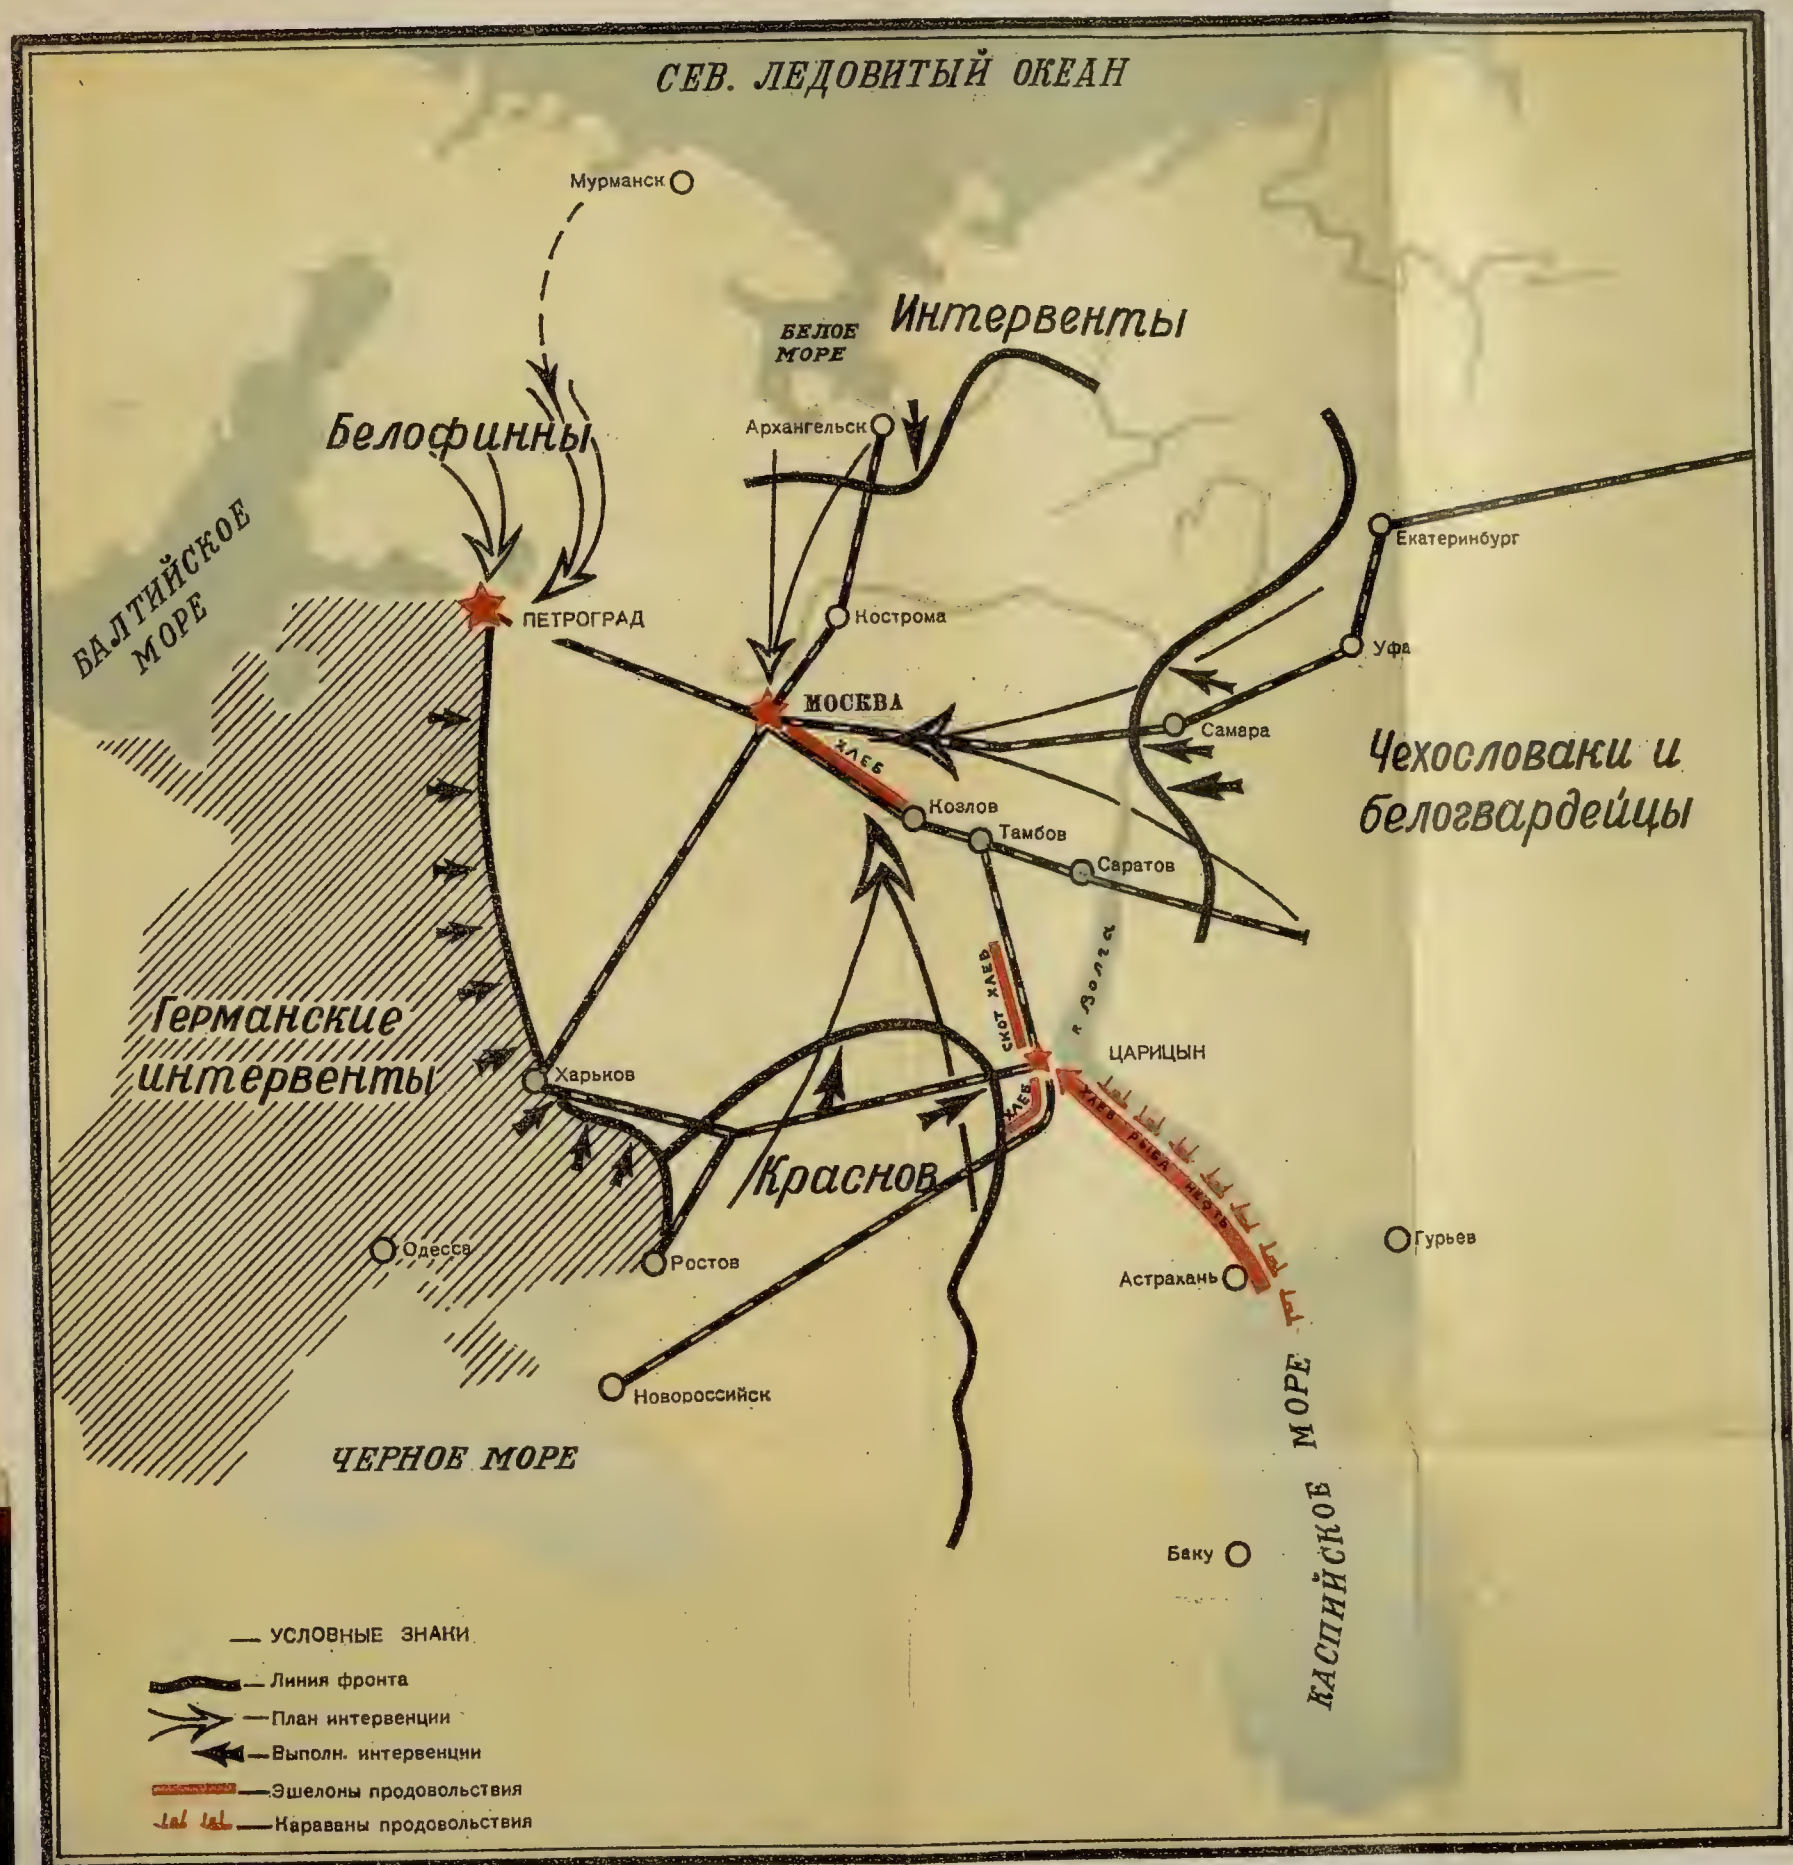 СЕВ. ЛЕДОВИТЫЙ ОКЕАН
Мурманск
Интервенты
БЕЛОЕ
МОРЕ
Белофинны
Архангельск
Екатеринбург
БАЛТИЙСКОЕ
МОРЕ
ПЕТРОГРАД
Кострома
Уфа
МОСКВА
Самара
ХЛЕБ
Чехословаки и
белогвардейцы
Козлов
Тамбов
Саратов
р. Волга
СКОТ ХЛЕБ
Германские
интервенты
ЦАРИЦЫН
Харьков
ХЛЕБ
ХЛЕБ РЫБА НЕФТЬ
Краснов
Одесса
Ростов
Гурьев
Астрахань
Новороссийск
ЧЕРНОЕ МОРЕ
КАСПИЙСКОЕ МОРЕ
Баку
— УСЛОВНЫЕ ЗНАКИ
— Линия фронта
— План интервенции
— Выполн. интервенции
— Эшелоны продовольствия
— Караваны продовольствия